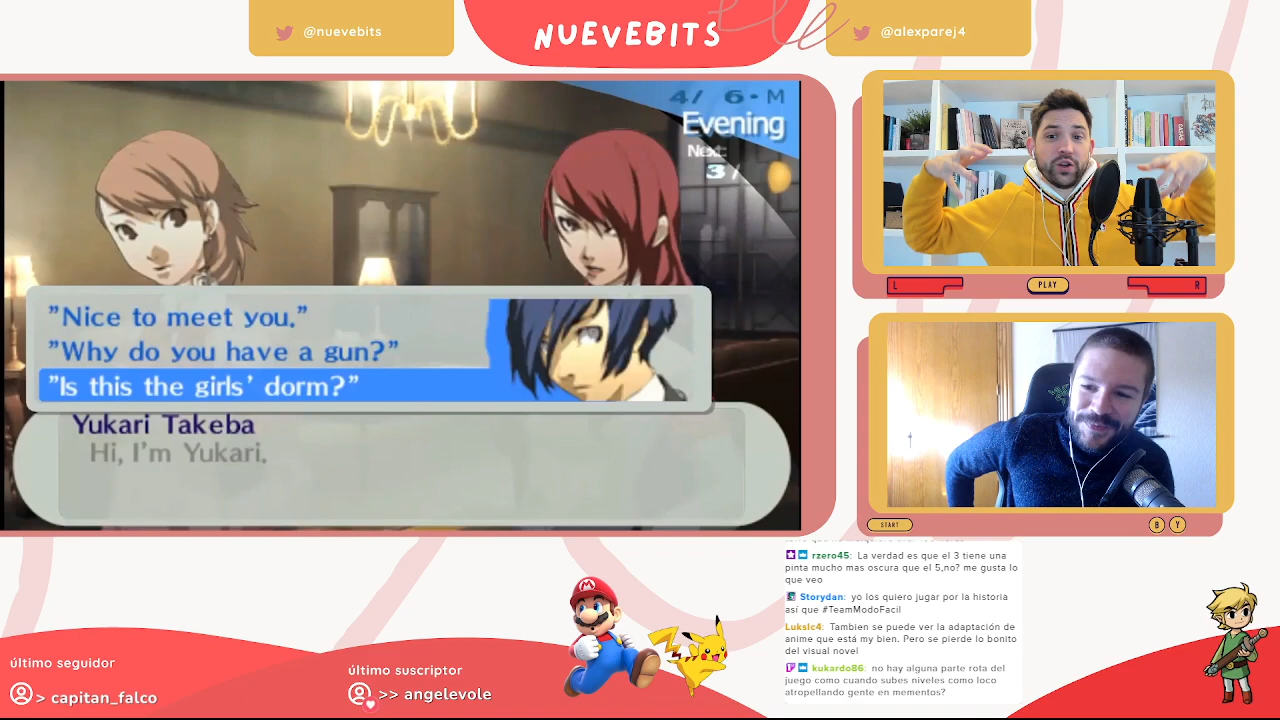 @nuevebits
NUEVEBITS
@alexparej4
4/ 6 • M
Evening
Next:
3/
"Nice to meet you."
"Why do you have a gun?"
"Is this the girls' dorm?"
Yukari Takeba
Hi, I'm Yukari.
L
PLAY
R
START
B
Y
rzero45: La verdad es que el 3 tiene una
pinta mucho mas oscura que el 5,no? me gusta lo
que veo
Storydan: yo los quiero jugar por la historia
así que #TeamModoFacil
Lukslc4: Tambien se puede ver la adaptación de
anime que está my bien. Pero se pierde lo bonito
del visual novel
kukardo86: no hay alguna parte rota del
juego como cuando subes niveles como loco
atropellando gente en mementos?
último seguidor
> capitan_falco
último suscriptor
>> angelevole